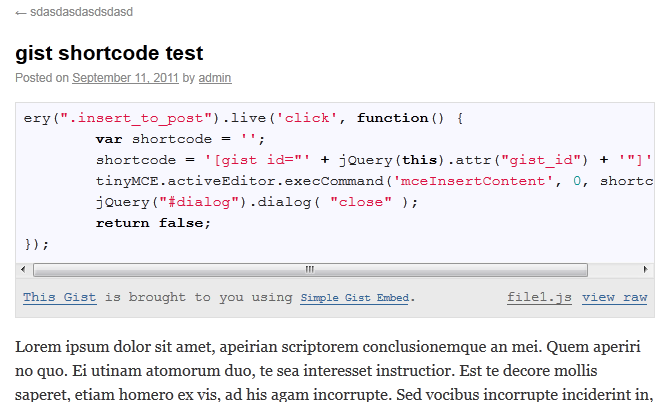 ← sdasdasdasdsdasd
gist shortcode test
Posted on September 11, 2011 by admin
ery(".insert_to_post").live('click', function() {
var shortcode = '';
shortcode = '[gist id="' + jQuery(this).attr("gist_id") + '"]'
tinyMCE.activeEditor.execCommand('mceInsertContent', 0, shortc
jQuery("#dialog").dialog( "close" );
return false;
});
This Gist is brought to you using Simple Gist Embed. file1.js view raw
Lorem ipsum dolor sit amet, apeirian scriptorem conclusionemque an mei. Quem aperiri
no quo. Ei utinam atomorum duo, te sea interesset instructior. Est te decore mollis
saperet, etiam homero ex vis, ad his agam incorrupte. Sed vocibus incorrupte inciderint in,